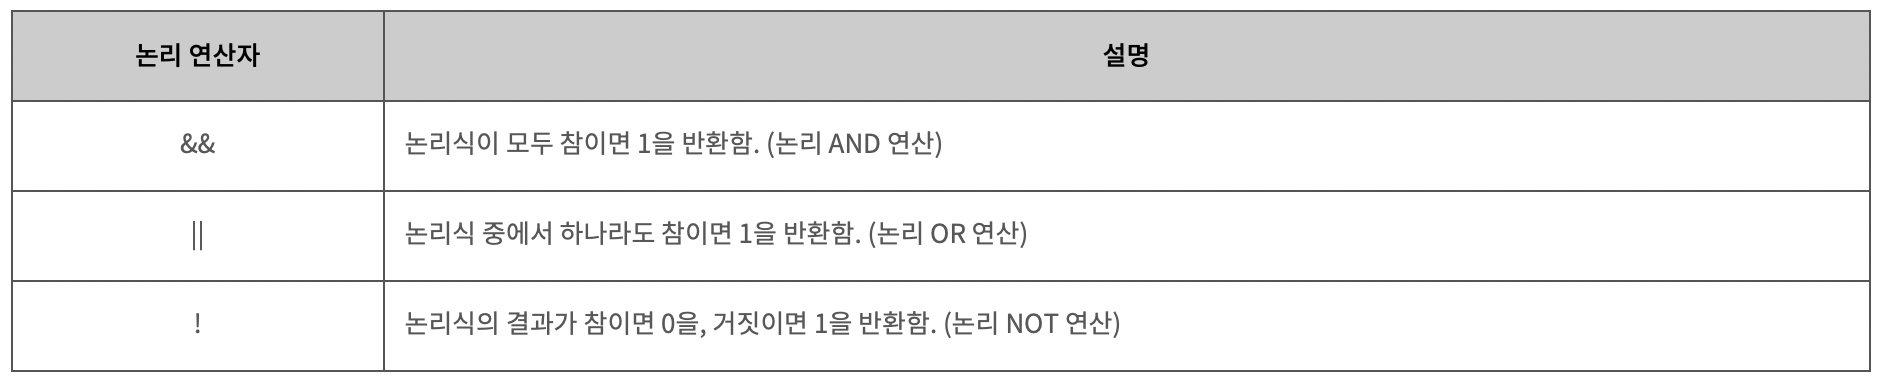 논리 연산자 설명
&& 논리식이 모두 참이면 1을 반환함. (논리 AND 연산)
|| 논리식 중에서 하나라도 참이면 1을 반환함. (논리 OR 연산)
! 논리식의 결과가 참이면 0을, 거짓이면 1을 반환함. (논리 NOT 연산)